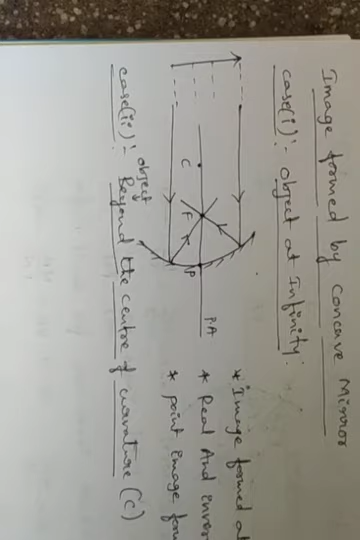 Image formed by Concave Mirror
case(i):- object at Infinity:
C
F
P
P.A
* Image formed at
* Real And inver
* point image for
case(ii):- object Beyond the centre of curvature (C)